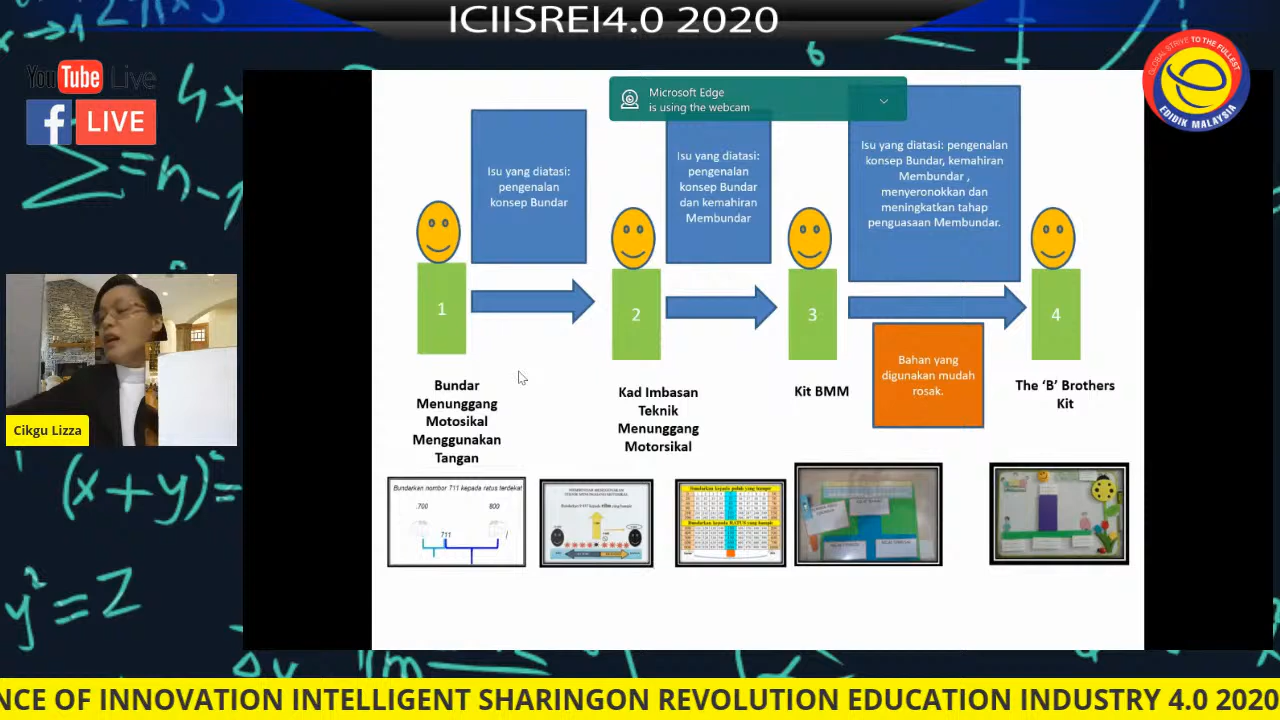 ICIISREI4.0 2020
YouTube Live
f LIVE
GLOBAL STRIVE TO THE FULLEST
EDIDIK MALAYSIA
Microsoft Edge
is using the webcam
Isu yang diatasi:
pengenalan
konsep Bundar
Isu yang diatasi:
pengenalan
konsep Bundar
dan kemahiran
Membundar
Isu yang diatasi: pengenalan
konsep Bundar, kemahiran
Membundar ,
menyeronokkan dan
meningkatkan tahap
penguasaan Membundar.
1
2
3
4
Bahan yang
digunakan mudah
rosak.
Bundar
Menunggang
Motosikal
Menggunakan
Tangan
Kad Imbasan
Teknik
Menunggang
Motorsikal
Kit BMM
The ‘B’ Brothers
Kit
Bundarkan nombor 711 kepada ratus terdekat
700
800
711
Cikgu Lizza
(x+y)²=
y²=Z
NCE OF INNOVATION INTELLIGENT SHARINGON REVOLUTION EDUCATION INDUSTRY 4.0 2020